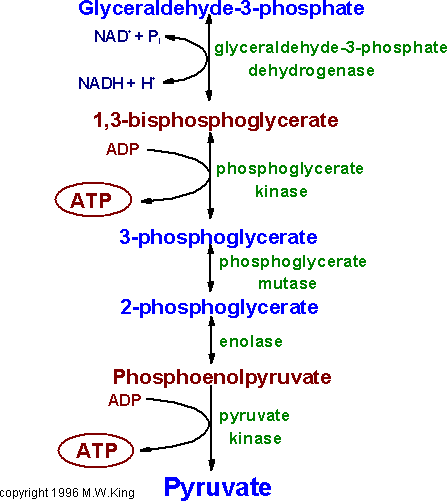 Glyceraldehyde-3-phosphate
NAD⁺ + Pᵢ
glyceraldehyde-3-phosphate
dehydrogenase
NADH + H⁺
1,3-bisphosphoglycerate
ADP
phosphoglycerate
kinase
ATP
3-phosphoglycerate
phosphoglycerate
mutase
2-phosphoglycerate
enolase
Phosphoenolpyruvate
ADP
pyruvate
kinase
ATP
Pyruvate
copyright 1996 M.W.King